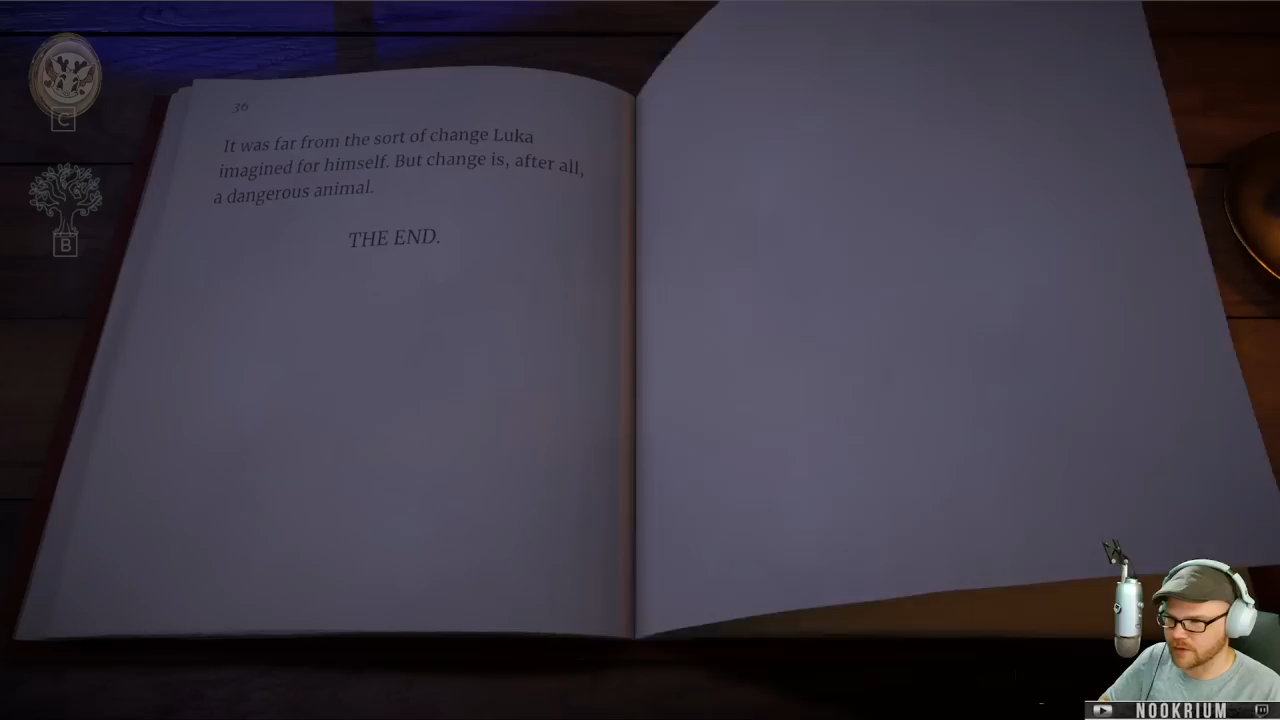 36
It was far from the sort of change Luka
imagined for himself. But change is, after all,
a dangerous animal.
THE END.
C
B
NOOKRIUM